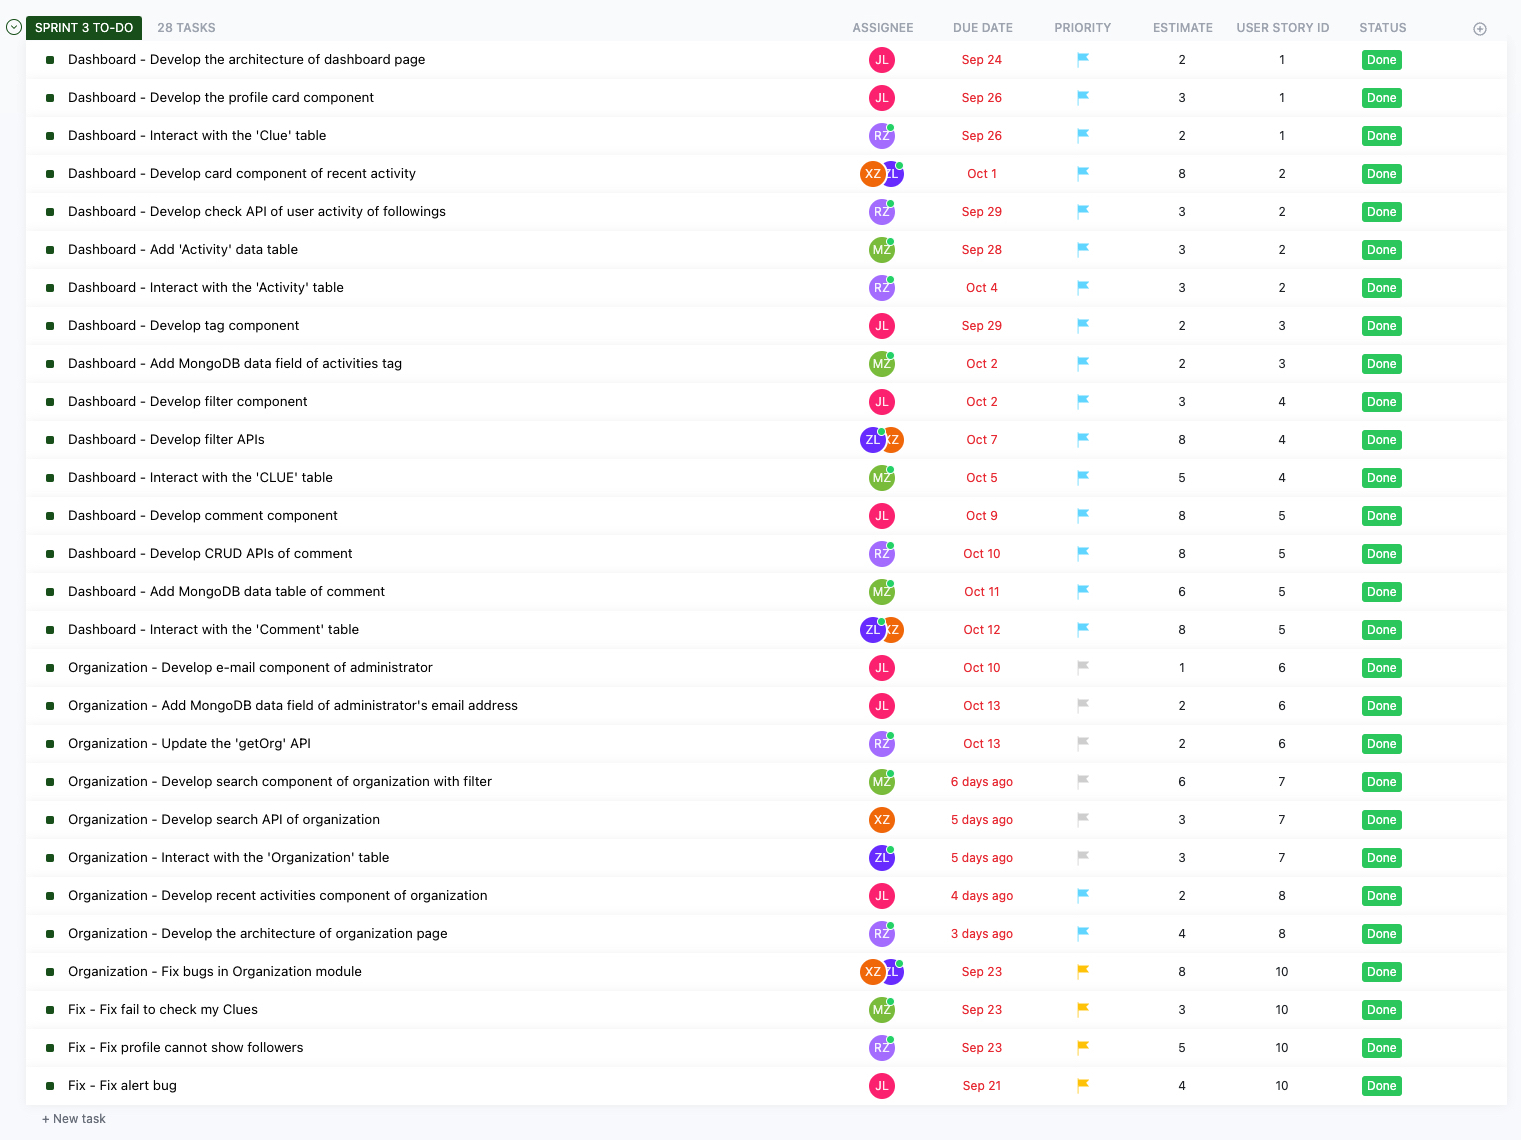 SPRINT 3 TO-DO 28 TASKS ASSIGNEE DUE DATE PRIORITY ESTIMATE USER STORY ID STATUS
Dashboard - Develop the architecture of dashboard page JL Sep 24 2 1 Done
Dashboard - Develop the profile card component JL Sep 26 3 1 Done
Dashboard - Interact with the 'Clue' table RZ Sep 26 2 1 Done
Dashboard - Develop card component of recent activity XZ ZL Oct 1 8 2 Done
Dashboard - Develop check API of user activity of followings RZ Sep 29 3 2 Done
Dashboard - Add 'Activity' data table MZ Sep 28 3 2 Done
Dashboard - Interact with the 'Activity' table RZ Oct 4 3 2 Done
Dashboard - Develop tag component JL Sep 29 2 3 Done
Dashboard - Add MongoDB data field of activities tag MZ Oct 2 2 3 Done
Dashboard - Develop filter component JL Oct 2 3 4 Done
Dashboard - Develop filter APIs ZL XZ Oct 7 8 4 Done
Dashboard - Interact with the 'CLUE' table MZ Oct 5 5 4 Done
Dashboard - Develop comment component JL Oct 9 8 5 Done
Dashboard - Develop CRUD APIs of comment RZ Oct 10 8 5 Done
Dashboard - Add MongoDB data table of comment MZ Oct 11 6 5 Done
Dashboard - Interact with the 'Comment' table ZL XZ Oct 12 8 5 Done
Organization - Develop e-mail component of administrator JL Oct 10 1 6 Done
Organization - Add MongoDB data field of administrator's email address JL Oct 13 2 6 Done
Organization - Update the 'getOrg' API RZ Oct 13 2 6 Done
Organization - Develop search component of organization with filter MZ 6 days ago 6 7 Done
Organization - Develop search API of organization XZ 5 days ago 3 7 Done
Organization - Interact with the 'Organization' table ZL 5 days ago 3 7 Done
Organization - Develop recent activities component of organization JL 4 days ago 2 8 Done
Organization - Develop the architecture of organization page RZ 3 days ago 4 8 Done
Organization - Fix bugs in Organization module XZ ZL Sep 23 8 10 Done
Fix - Fix fail to check my Clues MZ Sep 23 3 10 Done
Fix - Fix profile cannot show followers RZ Sep 23 5 10 Done
Fix - Fix alert bug JL Sep 21 4 10 Done
+ New task